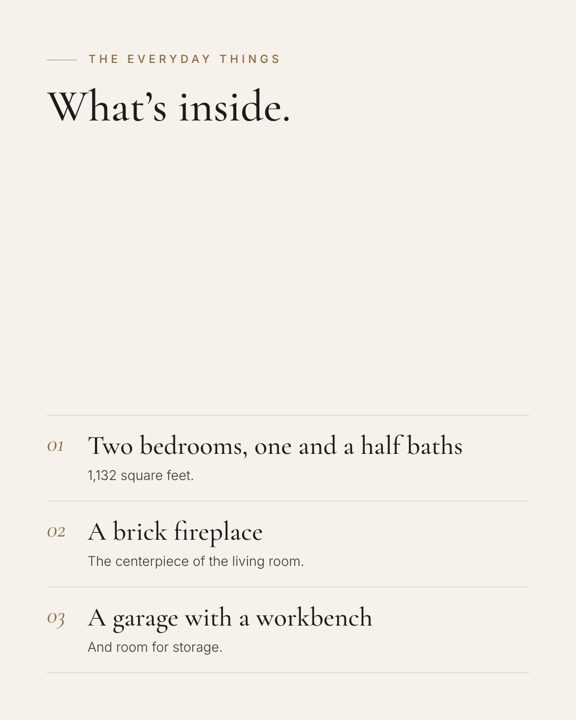 THE EVERYDAY THINGS
What’s inside.
01 Two bedrooms, one and a half baths
1,132 square feet.
02 A brick fireplace
The centerpiece of the living room.
03 A garage with a workbench
And room for storage.